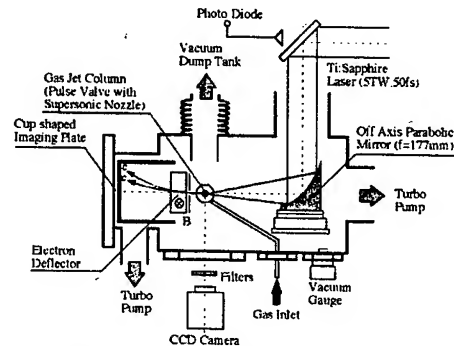 Photo Diode
Vacuum
Dump Tank
Ti:Sapphire
Laser (5TW.50fs)
Gas Jet Column
(Pulse Valve with
Supersonic Nozzle)
Cup shaped
Imaging Plate
Off Axis Parabolic
Mirror (f=177mm)
Turbo
Pump
B
Electron
Deflector
Turbo
Pump
Filters
CCD Camera
Gas Inlet
Vacuum
Gauge